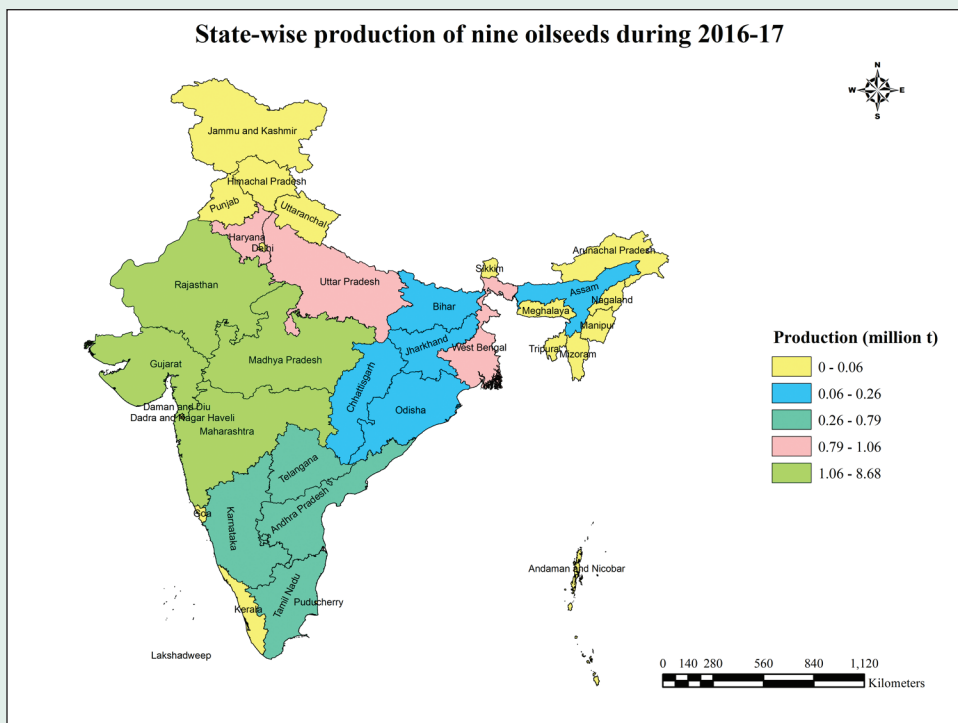 State-wise production of nine oilseeds during 2016-17
N
W E
S
Jammu and Kashmir
Himachal Pradesh
Punjab
Uttaranchal
Haryana
Delhi
Arunachal Pradesh
Sikkim
Rajasthan
Uttar Pradesh
Assam
Nagaland
Bihar
Meghalaya
Manipur
Jharkhand
West Bengal
Tripura
Mizoram
Gujarat
Madhya Pradesh
Chhattisgarh
Daman and Diu
Dadra and Nagar Haveli
Maharashtra
Odisha
Telangana
Goa
Karnataka
Andhra Pradesh
Andaman and Nicobar
Tamil Nadu
Puducherry
Kerala
Lakshadweep
Production (million t)
0 - 0.06
0.06 - 0.26
0.26 - 0.79
0.79 - 1.06
1.06 - 8.68
0 140 280 560 840 1,120
Kilometers